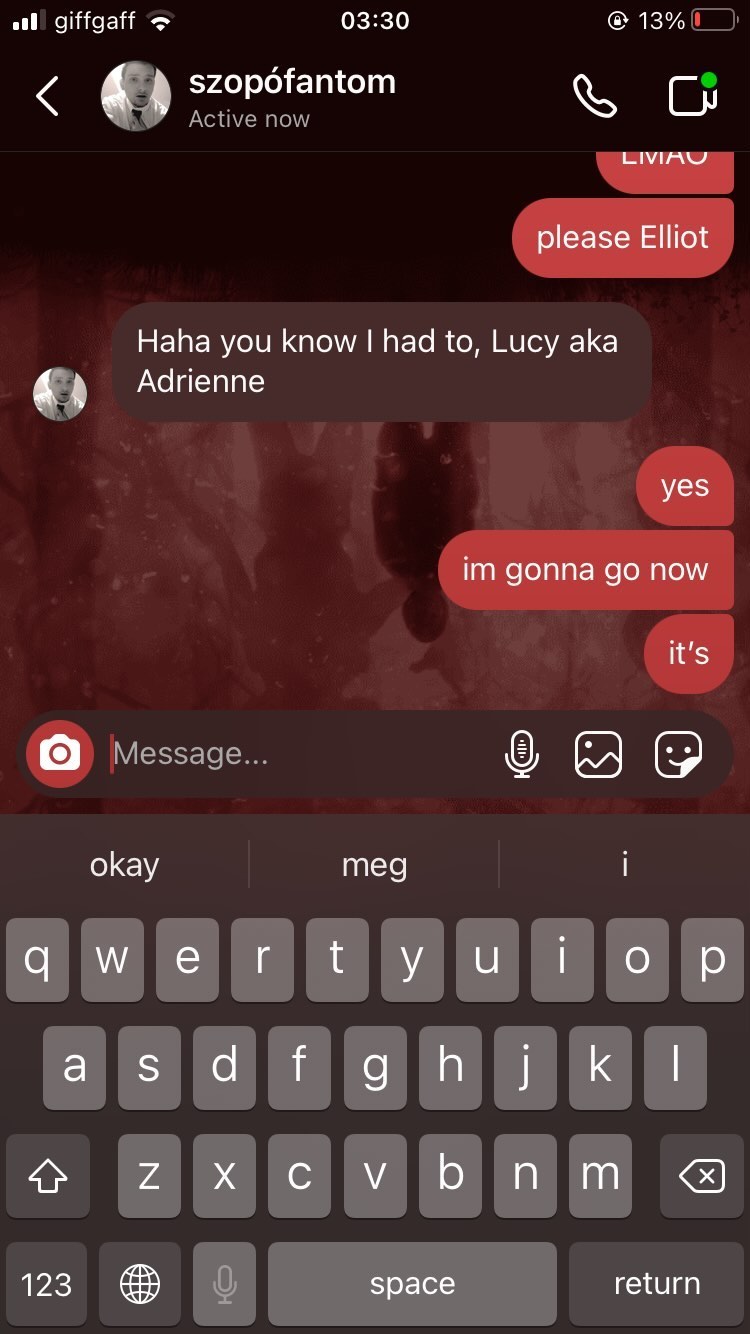 giffgaff 03:30 13%
szopófantom
Active now
LMAO
please Elliot
Haha you know I had to, Lucy aka
Adrienne
yes
im gonna go now
it's
Message...
okay meg i
q w e r t y u i o p
a s d f g h j k l
z x c v b n m
123 space return